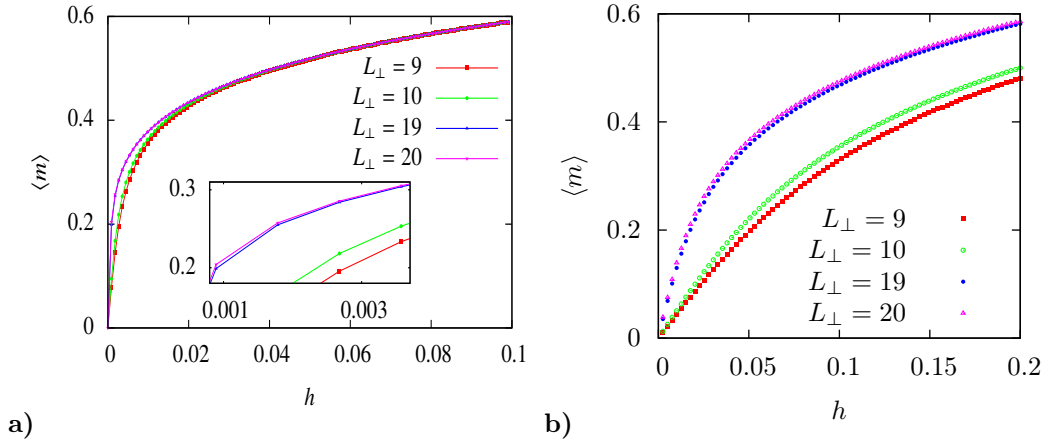 0.6
0.4
0.2
0
⟨m⟩
L⊥ = 9
L⊥ = 10
L⊥ = 19
L⊥ = 20
0.3
0.2
0.001
0.003
0
0.02
0.04
0.06
0.08
0.1
h
a)
0.6
0.4
0.2
0
⟨m⟩
L⊥ = 9
L⊥ = 10
L⊥ = 19
L⊥ = 20
0
0.05
0.1
0.15
0.2
h
b)